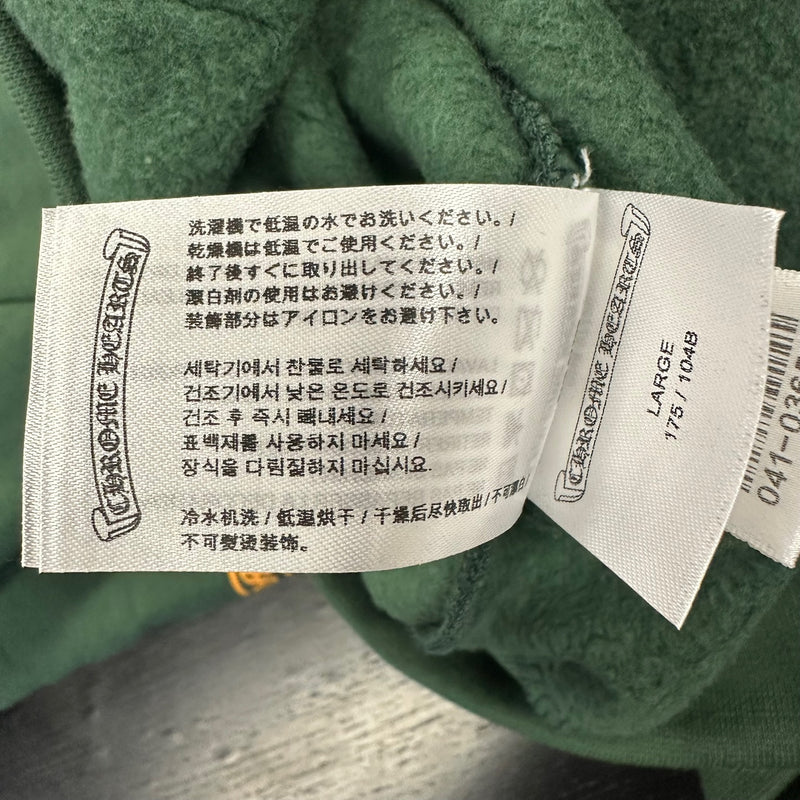 CHROME HEARTS
洗濯機で低温の水でお洗いください。/
乾燥機は低温でご使用ください。/
終了後すぐに取り出してください。/
漂白剤の使用はお避けください。/
装飾部分はアイロンをお避け下さい。
세탁기에서 찬물로 세탁하세요/
건조기에서 낮은 온도로 건조시키세요/
건조 후 즉시 빼내세요/
표백제를 사용하지 마세요/
장식을 다림질하지 마십시요.
冷水机洗/低温烘干/干燥后尽快取出/不可漂白/
不可熨烫装饰。
CHROME HEARTS
LARGE
175/104B